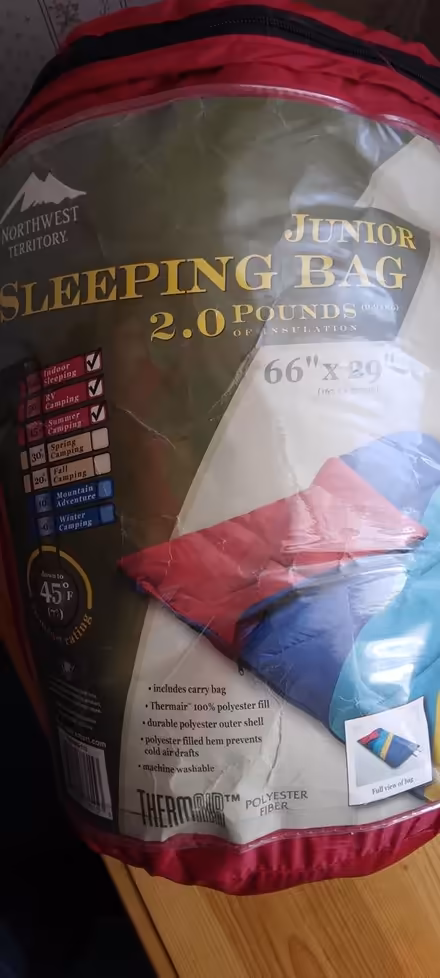 NORTHWEST
TERRITORY.
JUNIOR
SLEEPING BAG
2.0 POUNDS
OF INSULATION
66" x 29"
Indoor Sleeping
RV Camping
Summer Camping
30° Spring Camping
20° Fall Camping
Mountain Adventure
Winter Camping
down to
45° F
rating
• includes carry bag
• Thermair™ 100% polyester fill
• durable polyester outer shell
• polyester filled hem prevents
cold air drafts
• machine washable
THERMAIR™ POLYESTER
FIBER
Full view of bag